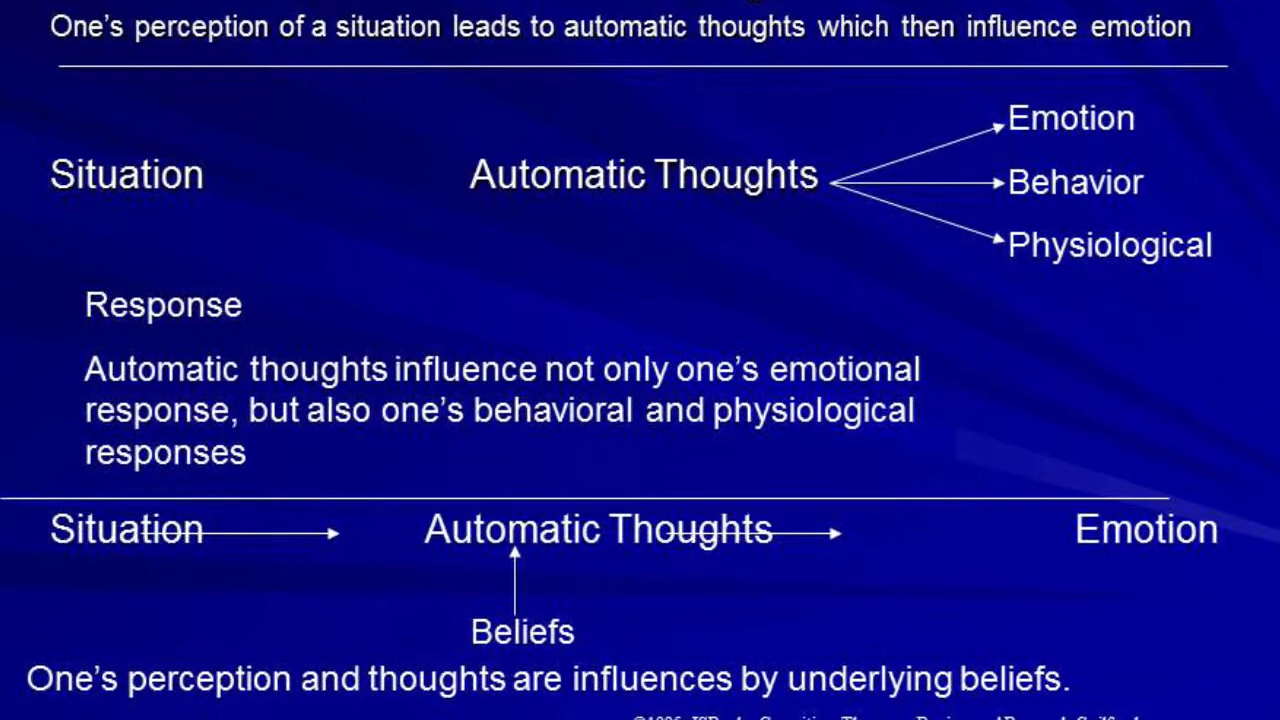 One's perception of a situation leads to automatic thoughts which then influence emotion
Emotion
Situation Automatic Thoughts
Behavior
Physiological
Response
Automatic thoughts influence not only one's emotional
response, but also one's behavioral and physiological
responses
Situation Automatic Thoughts Emotion
Beliefs
One's perception and thoughts are influences by underlying beliefs.